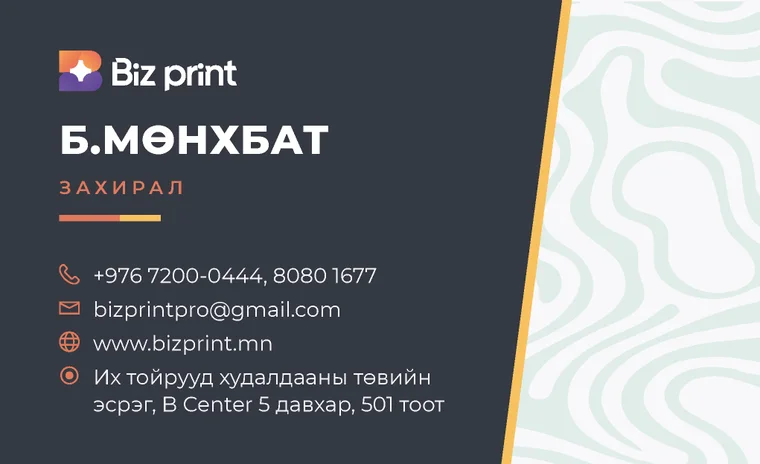 Biz print
Б.МӨНХБАТ
ЗАХИРАЛ
+976 7200-0444, 8080 1677
bizprintpro@gmail.com
www.bizprint.mn
Их тойрууд худалдааны төвийн
эсрэг, B Center 5 давхар, 501 тоот